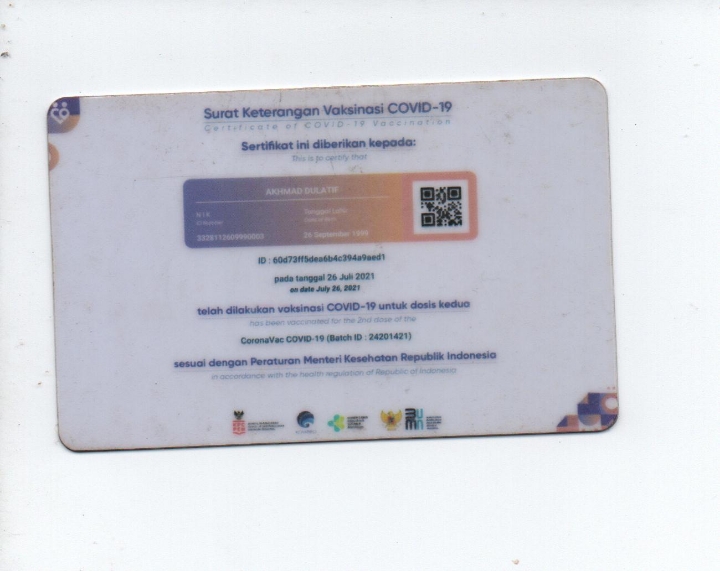 Surat Keterangan Vaksinasi COVID-19
Certificate of COVID-19 Vaccination
Sertifikat ini diberikan kepada:
This is to certify that
AKHMAD DULATIF
NIK Tanggal Lahir
26 September 1999
ID : 60d73ff5dea6b4c394a9aed1
pada tanggal 26 Juli 2021
on date July 26, 2021
telah dilakukan vaksinasi COVID-19 untuk dosis kedua
has been vaccinated for the 2nd dose of the
CoronaVac COVID-19 (Batch ID : 24201421)
sesuai dengan Peraturan Menteri Kesehatan Republik Indonesia
in accordance with the health regulation of Republic of Indonesia